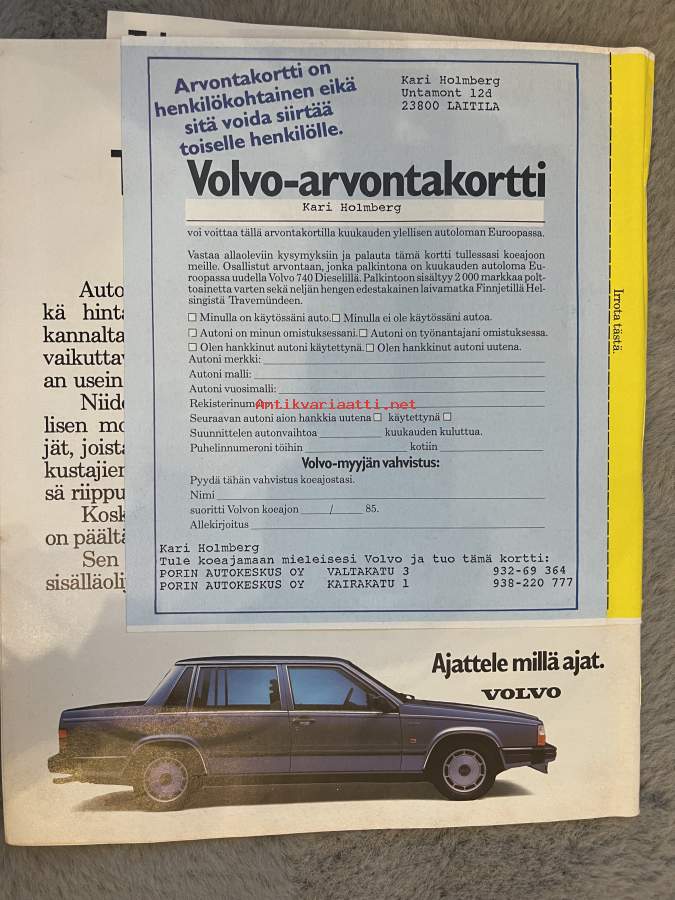 Arvontakortti on
henkilökohtainen eikä
sitä voida siirtää
toiselle henkilölle.
Kari Holmberg
Untamont 12d
23800 LAITILA
Volvo-arvontakortti
Kari Holmberg
voi voittaa tällä arvontakortilla kuukauden ylellisen autoloman Euroopassa.
Vastaa allaoleviin kysymyksiin ja palauta tämä kortti tullessasi koeajoon
meille. Osallistut arvontaan, jonka palkintona on kuukauden autoloma Eu-
roopassa uudella Volvo 740 Dieselillä. Palkintoon sisältyy 2 000 markkaa polt-
toainetta varten sekä neljän hengen edestakainen laivamatka Finnjetillä Hel-
singistä Travemündeen.
☐ Minulla on käytössäni auto. ☐ Minulla ei ole käytössäni autoa.
☐ Autoni on minun omistuksessani. ☐ Autoni on työnantajani omistuksessa.
☐ Olen hankkinut autoni käytettynä. ☐ Olen hankkinut autoni uutena.
Autoni merkki:
Autoni malli:
Autoni vuosimalli:
Rekisterinumero
Antikvariaatti.net
Seuraavan autoni aion hankkia uutena ☐ käytettynä ☐
Suunnittelen autonvaihtoa kuukauden kuluttua.
Puhelinnumeroni töihin kotiin
Volvo-myyjän vahvistus:
Pyydä tähän vahvistus koeajostasi.
Nimi
suoritti Volvon koeajon / 85.
Allekirjoitus
Kari Holmberg
Tule koeajamaan mieleisesi Volvo ja tuo tämä kortti:
PORIN AUTOKESKUS OY VALTAKATU 3 932-69 364
PORIN AUTOKESKUS OY KAIRAKATU 1 938-220 777
Irrota tästä.
Auto
kä hinta
kannalta
vaikuttav
an usein
Niide
lisen mo
jät, joista
kustajien
sä riippu
Kosk
on päältä
Sen
sisälläoli
Ajattele millä ajat.
VOLVO